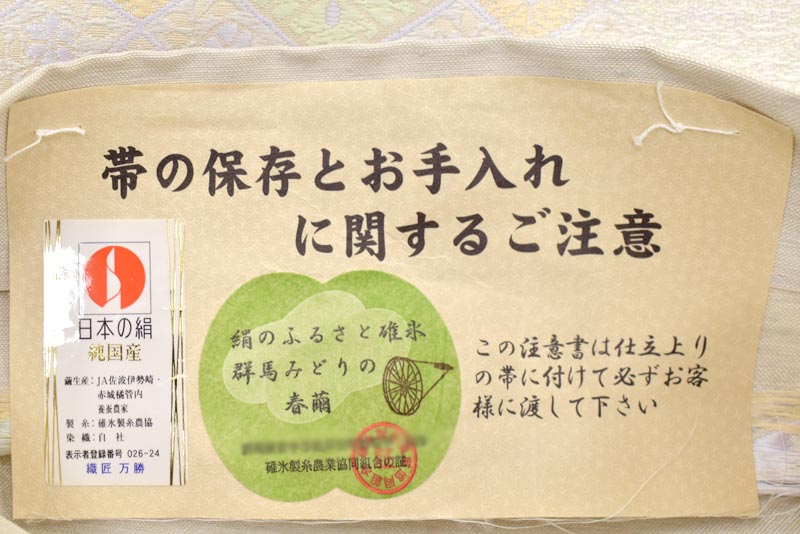 帯の保存とお手入れ
に関するご注意
日本の絹
純国産
繭生産:JA佐波伊勢崎・
赤城橘管内
養蚕農家
製 糸:碓氷製糸農協
染 織:自 社
表示者登録番号 026-24
織匠 万勝
絹のふるさと碓氷
群馬みどりの
春繭
碓氷製糸農業協同組合の証
この注意書は仕立上り
の帯に付けて必ずお客
様に渡して下さい